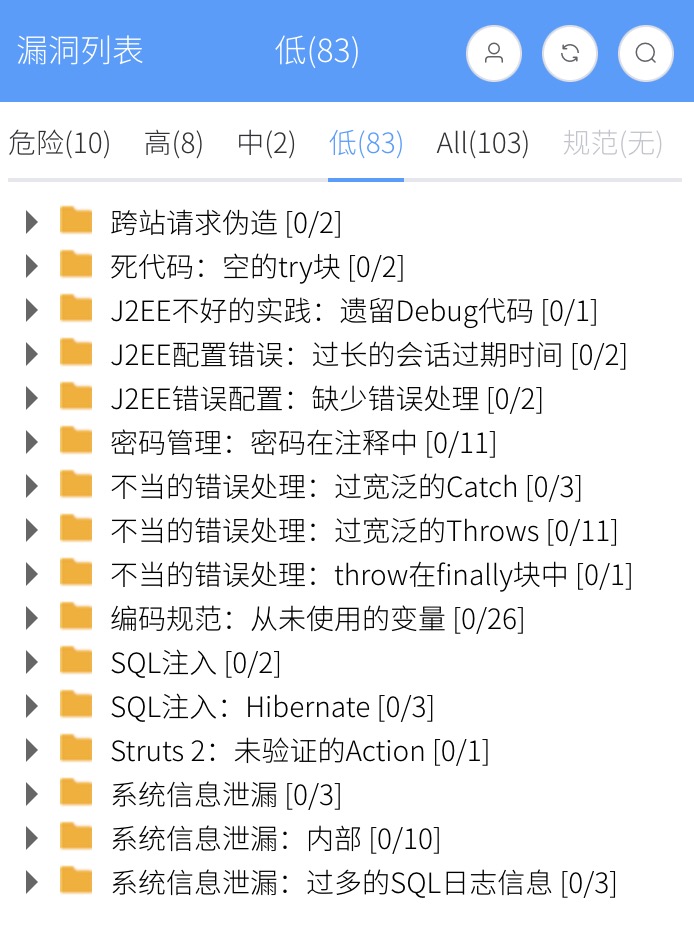 漏洞列表 低(83)
危险(10) 高(8) 中(2) 低(83) All(103) 规范(无)
跨站请求伪造 [0/2]
死代码：空的try块 [0/2]
J2EE不好的实践：遗留Debug代码 [0/1]
J2EE配置错误：过长的会话过期时间 [0/2]
J2EE错误配置：缺少错误处理 [0/2]
密码管理：密码在注释中 [0/11]
不当的错误处理：过宽泛的Catch [0/3]
不当的错误处理：过宽泛的Throws [0/11]
不当的错误处理：throw在finally块中 [0/1]
编码规范：从未使用的变量 [0/26]
SQL注入 [0/2]
SQL注入：Hibernate [0/3]
Struts 2：未验证的Action [0/1]
系统信息泄漏 [0/3]
系统信息泄漏：内部 [0/10]
系统信息泄漏：过多的SQL日志信息 [0/3]